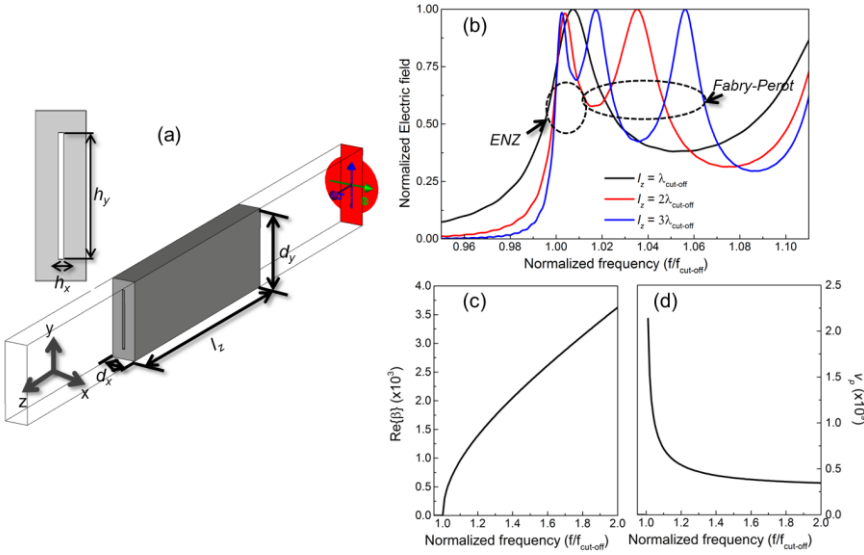 (a)
h_y
h_x
d_y
l_z
d_x
y
x
z
(b)
Normalized Electric field
1.00
0.75
0.50
0.25
0.00
ENZ
Fabry-Perot
l_z = λ_cut-off
l_z = 2λ_cut-off
l_z = 3λ_cut-off
0.96 0.98 1.00 1.02 1.04 1.06 1.08 1.10
Normalized frequency (f/f_cut-off)
(c)
Re{β} (x10³)
4.0
3.5
3.0
2.5
2.0
1.5
1.0
0.5
0.0
1.0 1.2 1.4 1.6 1.8 2.0
Normalized frequency (f/f_cut-off)
(d)
2.5
2.0
1.5
1.0
0.5
0.0
1.0 1.2 1.4 1.6 1.8 2.0
Normalized frequency (f/f_cut-off)